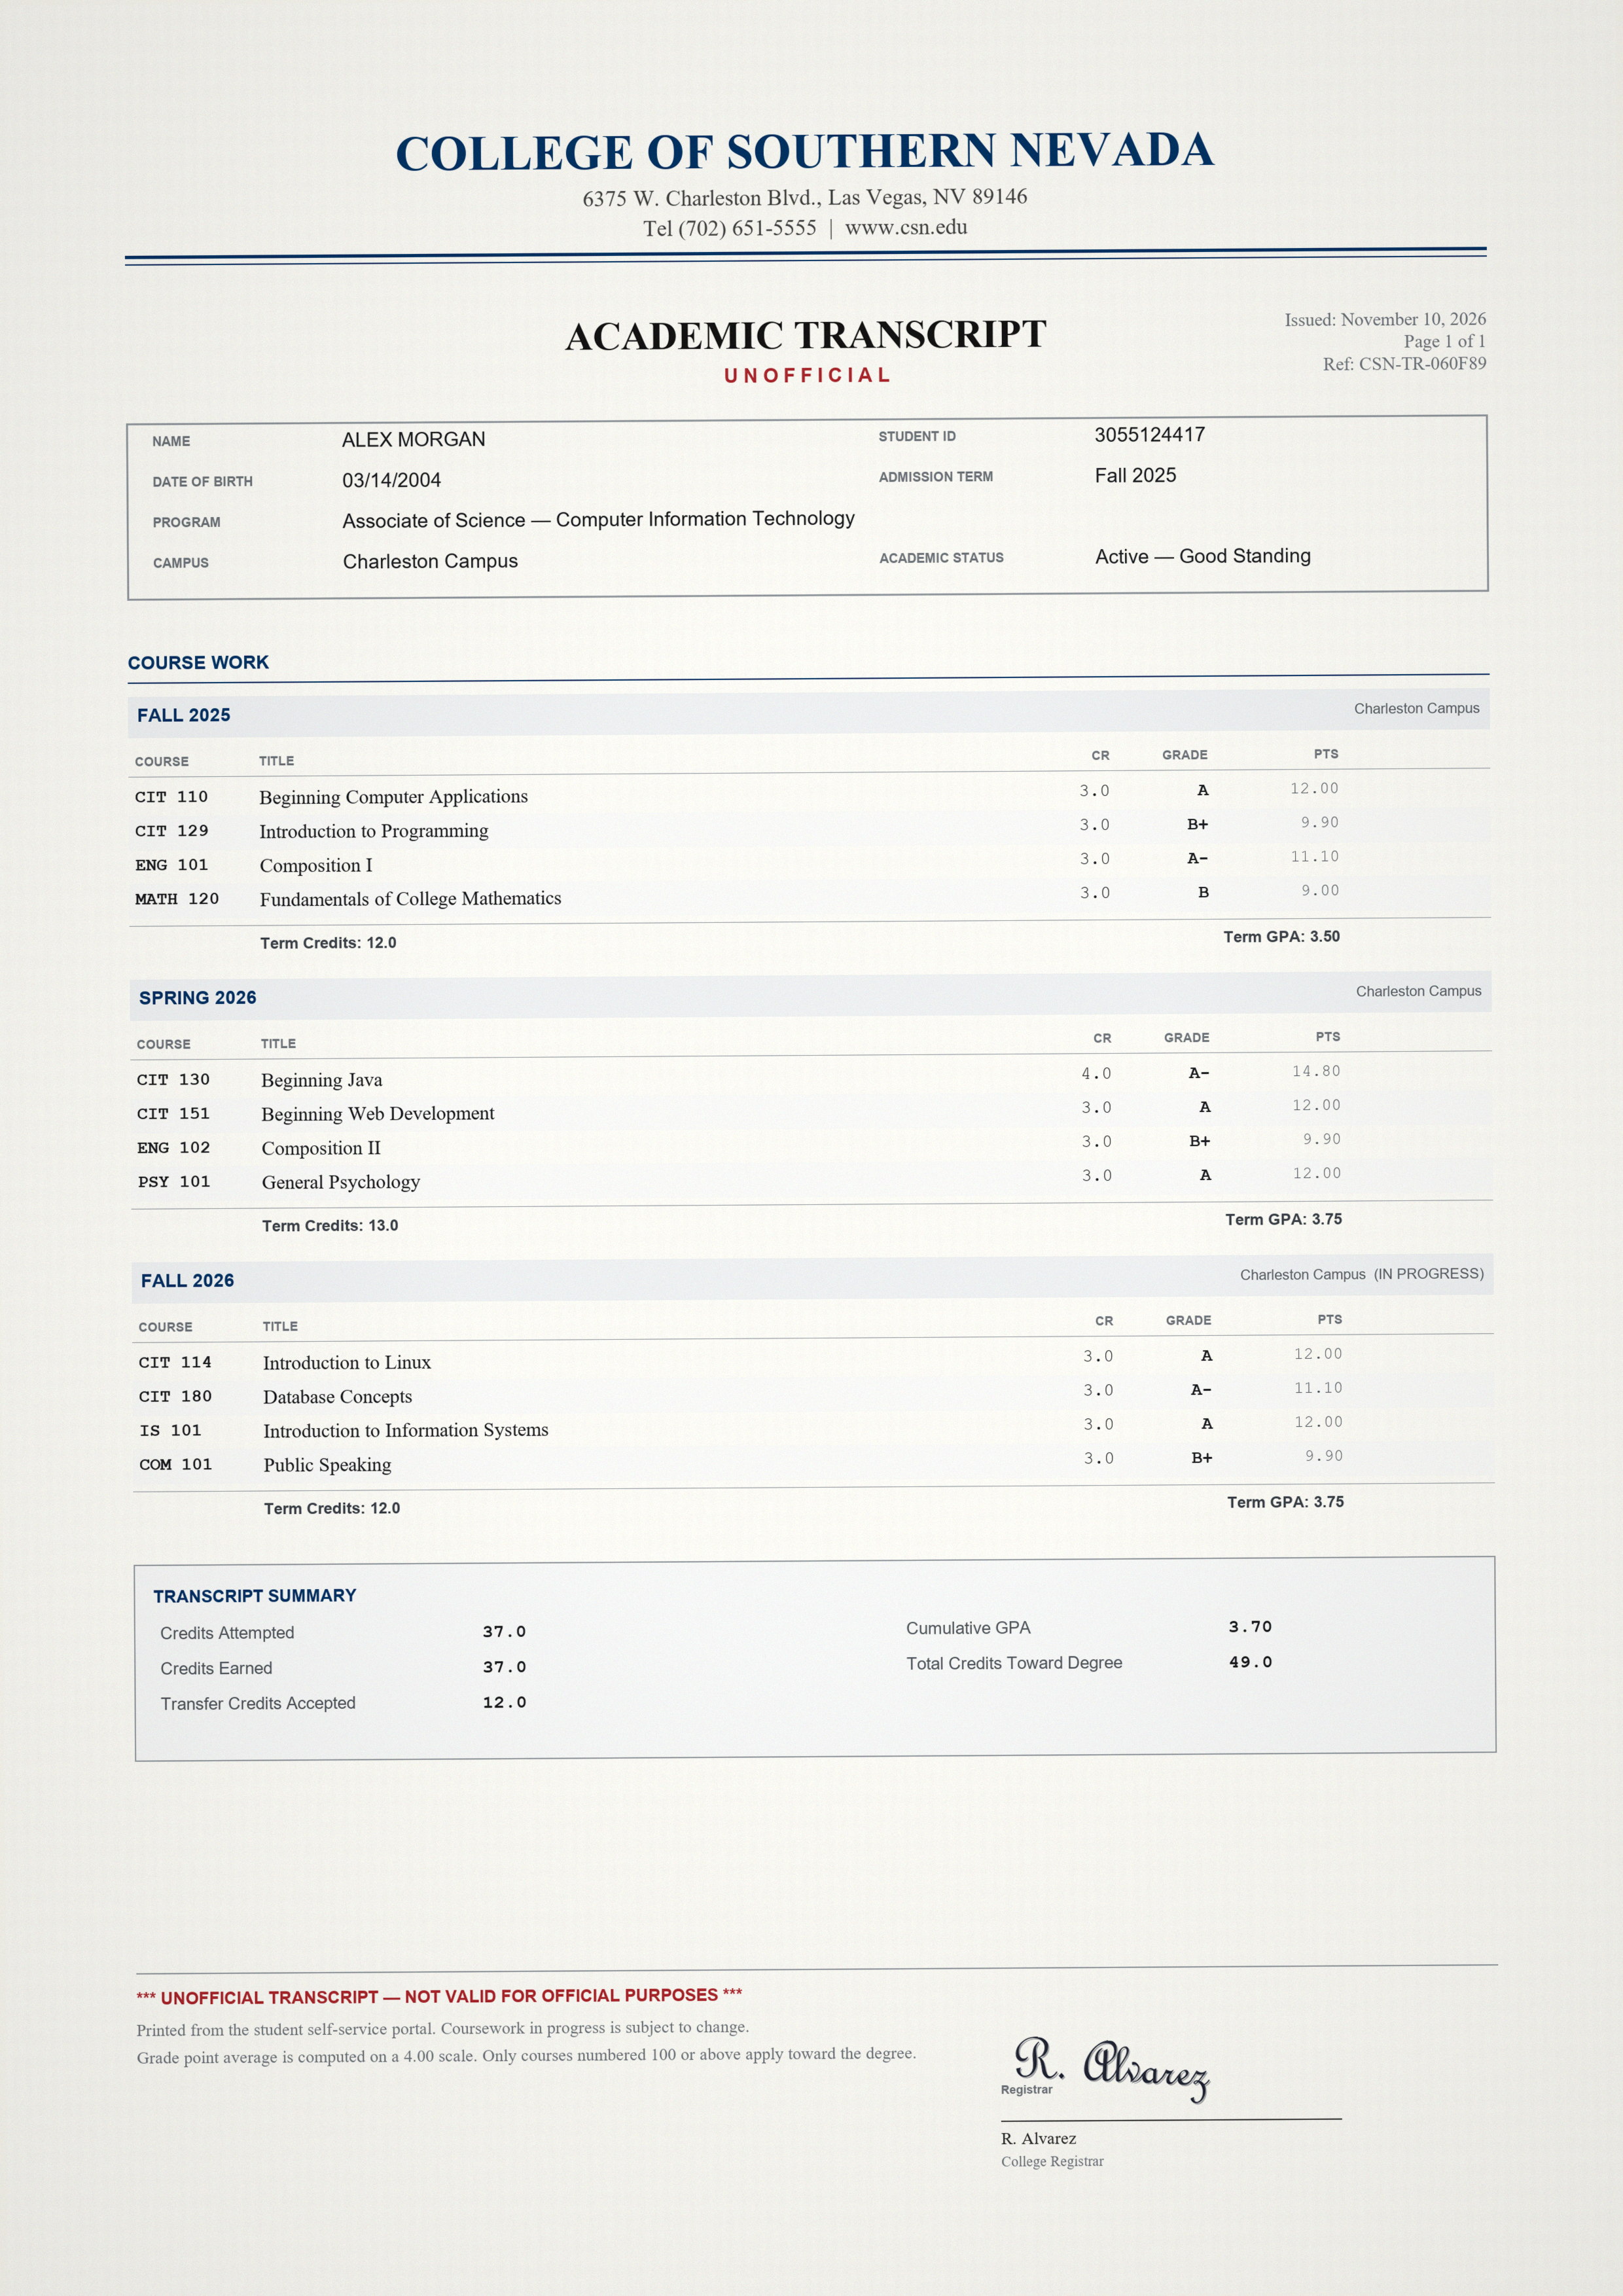 COLLEGE OF SOUTHERN NEVADA
6375 W. Charleston Blvd., Las Vegas, NV 89146
Tel (702) 651-5555 | www.csn.edu
ACADEMIC TRANSCRIPT
UNOFFICIAL
Issued: November 10, 2026
Page 1 of 1
Ref: CSN-TR-060F89
NAME ALEX MORGAN STUDENT ID 3055124417
DATE OF BIRTH 03/14/2004 ADMISSION TERM Fall 2025
PROGRAM Associate of Science — Computer Information Technology
CAMPUS Charleston Campus ACADEMIC STATUS Active — Good Standing
COURSE WORK
FALL 2025 Charleston Campus
COURSE TITLE CR GRADE PTS
CIT 110 Beginning Computer Applications 3.0 A 12.00
CIT 129 Introduction to Programming 3.0 B+ 9.90
ENG 101 Composition I 3.0 A- 11.10
MATH 120 Fundamentals of College Mathematics 3.0 B 9.00
Term Credits: 12.0 Term GPA: 3.50
SPRING 2026 Charleston Campus
COURSE TITLE CR GRADE PTS
CIT 130 Beginning Java 4.0 A- 14.80
CIT 151 Beginning Web Development 3.0 A 12.00
ENG 102 Composition II 3.0 B+ 9.90
PSY 101 General Psychology 3.0 A 12.00
Term Credits: 13.0 Term GPA: 3.75
FALL 2026 Charleston Campus (IN PROGRESS)
COURSE TITLE CR GRADE PTS
CIT 114 Introduction to Linux 3.0 A 12.00
CIT 180 Database Concepts 3.0 A- 11.10
IS 101 Introduction to Information Systems 3.0 A 12.00
COM 101 Public Speaking 3.0 B+ 9.90
Term Credits: 12.0 Term GPA: 3.75
TRANSCRIPT SUMMARY
Credits Attempted 37.0 Cumulative GPA 3.70
Credits Earned 37.0 Total Credits Toward Degree 49.0
Transfer Credits Accepted 12.0
*** UNOFFICIAL TRANSCRIPT — NOT VALID FOR OFFICIAL PURPOSES ***
Printed from the student self-service portal. Coursework in progress is subject to change.
Grade point average is computed on a 4.00 scale. Only courses numbered 100 or above apply toward the degree.
R. Alvarez
Registrar
R. Alvarez
College Registrar